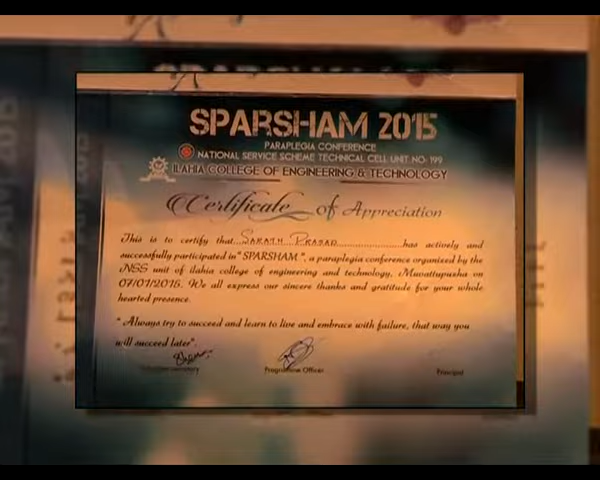 SPARSHAM 2015
PARAPLEGIA CONFERENCE
NATIONAL SERVICE SCHEME TECHNICAL CELL UNIT NO: 199
ILAHIA COLLEGE OF ENGINEERING & TECHNOLOGY
Certificate of Appreciation
This is to certify that SARATH PRASAD has actively and
successfully participated in "SPARSHAM", a paraplegia conference organized by the
NSS unit of ilahia college of engineering and technology, Muvattupuzha on
07/01/2015. We all express our sincere thanks and gratitude for your whole
hearted presence.
"Always try to succeed and learn to live and embrace with failure, that way you
will succeed later".
Secretary Programme Officer Principal